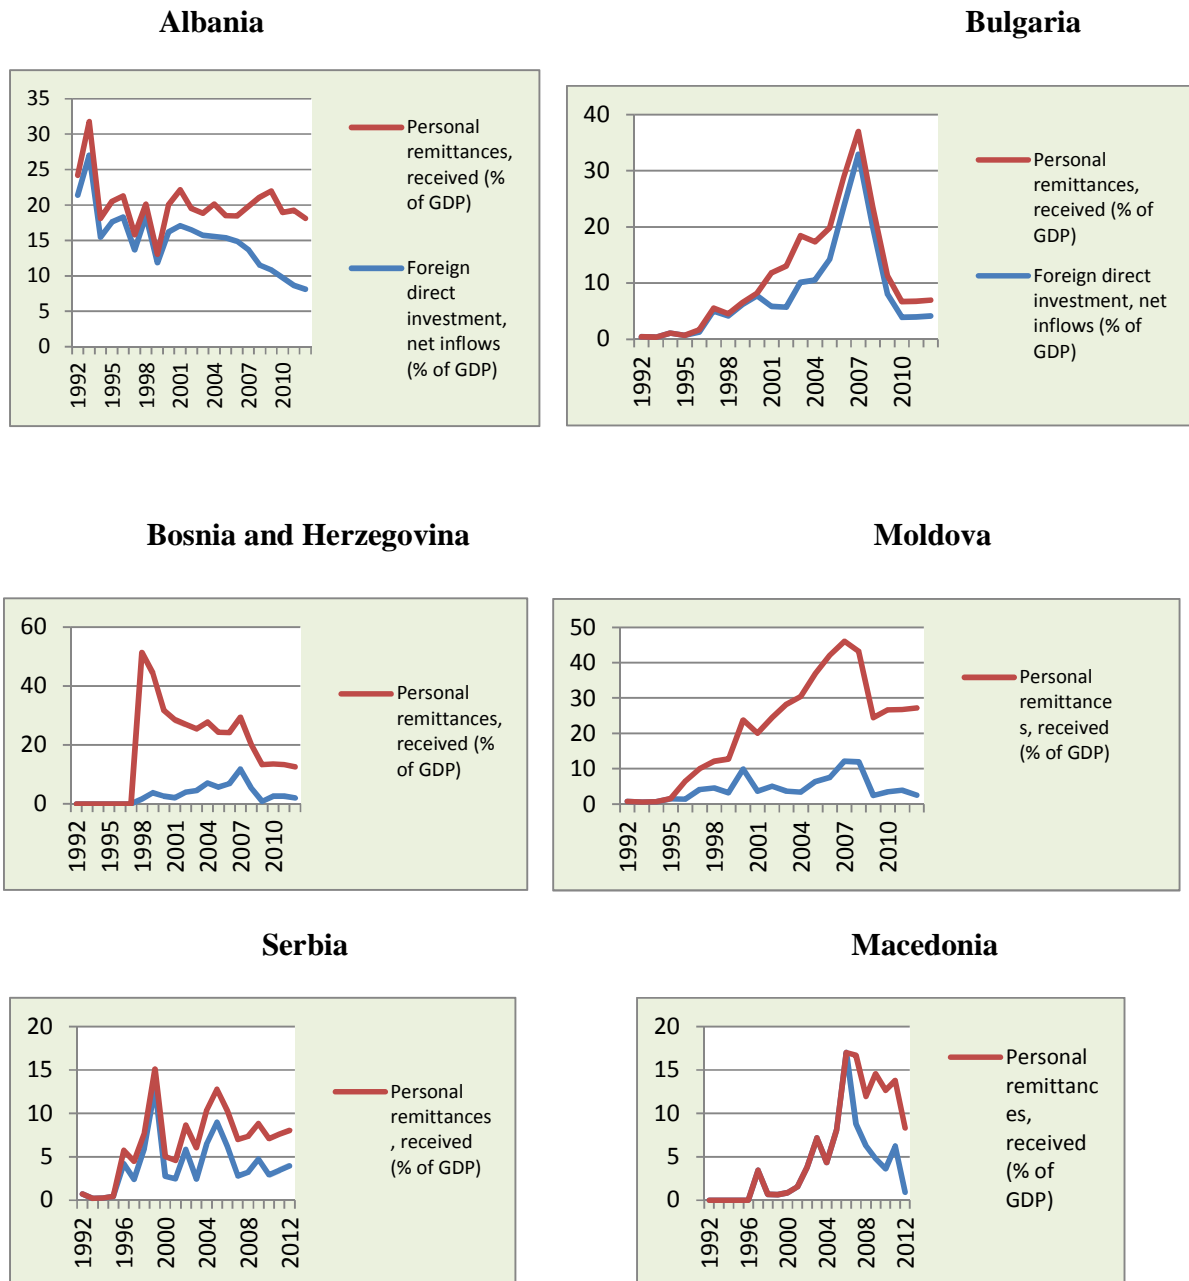 Albania
Bulgaria
35
30
25
20
15
10
5
0
1992
1995
1998
2001
2004
2007
2010
Personal
remittances,
received (%
of GDP)
Foreign
direct
investment,
net inflows
(% of GDP)
40
30
20
10
0
1992
1995
1998
2001
2004
2007
2010
Personal
remittances,
received (% of
GDP)
Foreign direct
investment, net
inflows (% of
GDP)
Bosnia and Herzegovina
Moldova
60
40
20
0
1992
1995
1998
2001
2004
2007
2010
Personal
remittances,
received (%
of GDP)
50
40
30
20
10
0
1992
1995
1998
2001
2004
2007
2010
Personal
remittance
s, received
(% of GDP)
Serbia
Macedonia
20
15
10
5
0
1992
1996
2000
2004
2008
2012
Personal
remittances
, received
(% of GDP)
20
15
10
5
0
1992
1996
2000
2004
2008
2012
Personal
remittanc
es,
received
(% of
GDP)